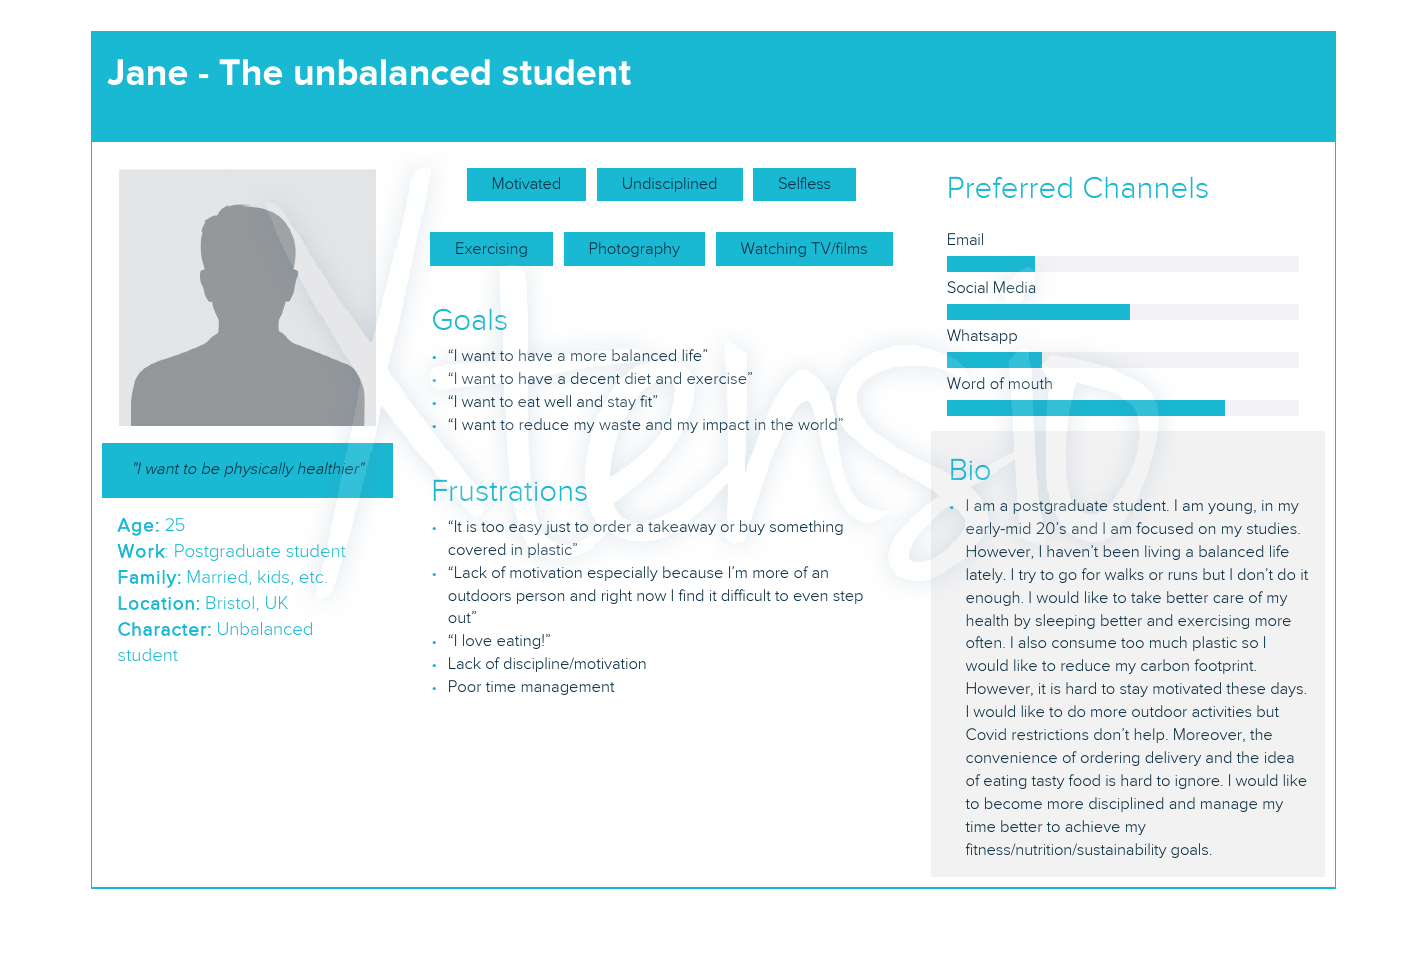 Jane - The unbalanced student
"I want to be physically healthier"
Age: 25
Work: Postgraduate student
Family: Married, kids, etc.
Location: Bristol, UK
Character: Unbalanced
student
Motivated Undisciplined Selfless
Exercising Photography Watching TV/films
Goals
• “I want to have a more balanced life”
• “I want to have a decent diet and exercise”
• “I want to eat well and stay fit”
• “I want to reduce my waste and my impact in the world”
Frustrations
• “It is too easy just to order a takeaway or buy something
covered in plastic”
• “Lack of motivation especially because I’m more of an
outdoors person and right now I find it difficult to even step
out”
• “I love eating!”
• Lack of discipline/motivation
• Poor time management
Preferred Channels
Email
Social Media
Whatsapp
Word of mouth
Bio
• I am a postgraduate student. I am young, in my
early-mid 20’s and I am focused on my studies.
However, I haven’t been living a balanced life
lately. I try to go for walks or runs but I don’t do it
enough. I would like to take better care of my
health by sleeping better and exercising more
often. I also consume too much plastic so I
would like to reduce my carbon footprint.
However, it is hard to stay motivated these days.
I would like to do more outdoor activities but
Covid restrictions don’t help. Moreover, the
convenience of ordering delivery and the idea
of eating tasty food is hard to ignore. I would like
to become more disciplined and manage my
time better to achieve my
fitness/nutrition/sustainability goals.
Xtensio